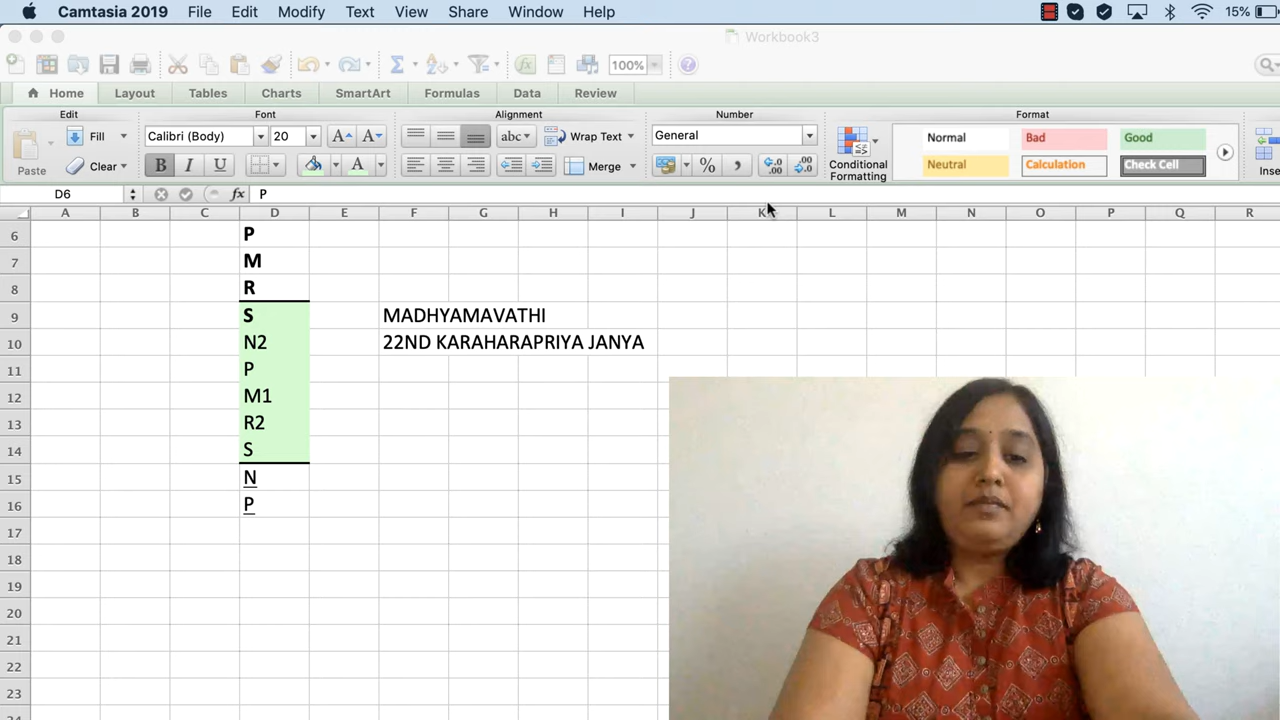 Camtasia 2019 File Edit Modify Text View Share Window Help 15%
Workbook3
100%
Home Layout Tables Charts SmartArt Formulas Data Review
Edit Font Alignment Number Format
Fill Calibri (Body) 20 A A abc Wrap Text General Normal Bad Good
Paste Clear B I U A Merge % Conditional Formatting Neutral Calculation Check Cell Inse
D6 fx P
A B C D E F G H I J K L M N O P Q R
6 P
7 M
8 R
9 S MADHYAMAVATHI
10 N2 22ND KARAHARAPRIYA JANYA
11 P
12 M1
13 R2
14 S
15 N
16 P
17
18
19
20
21
22
23